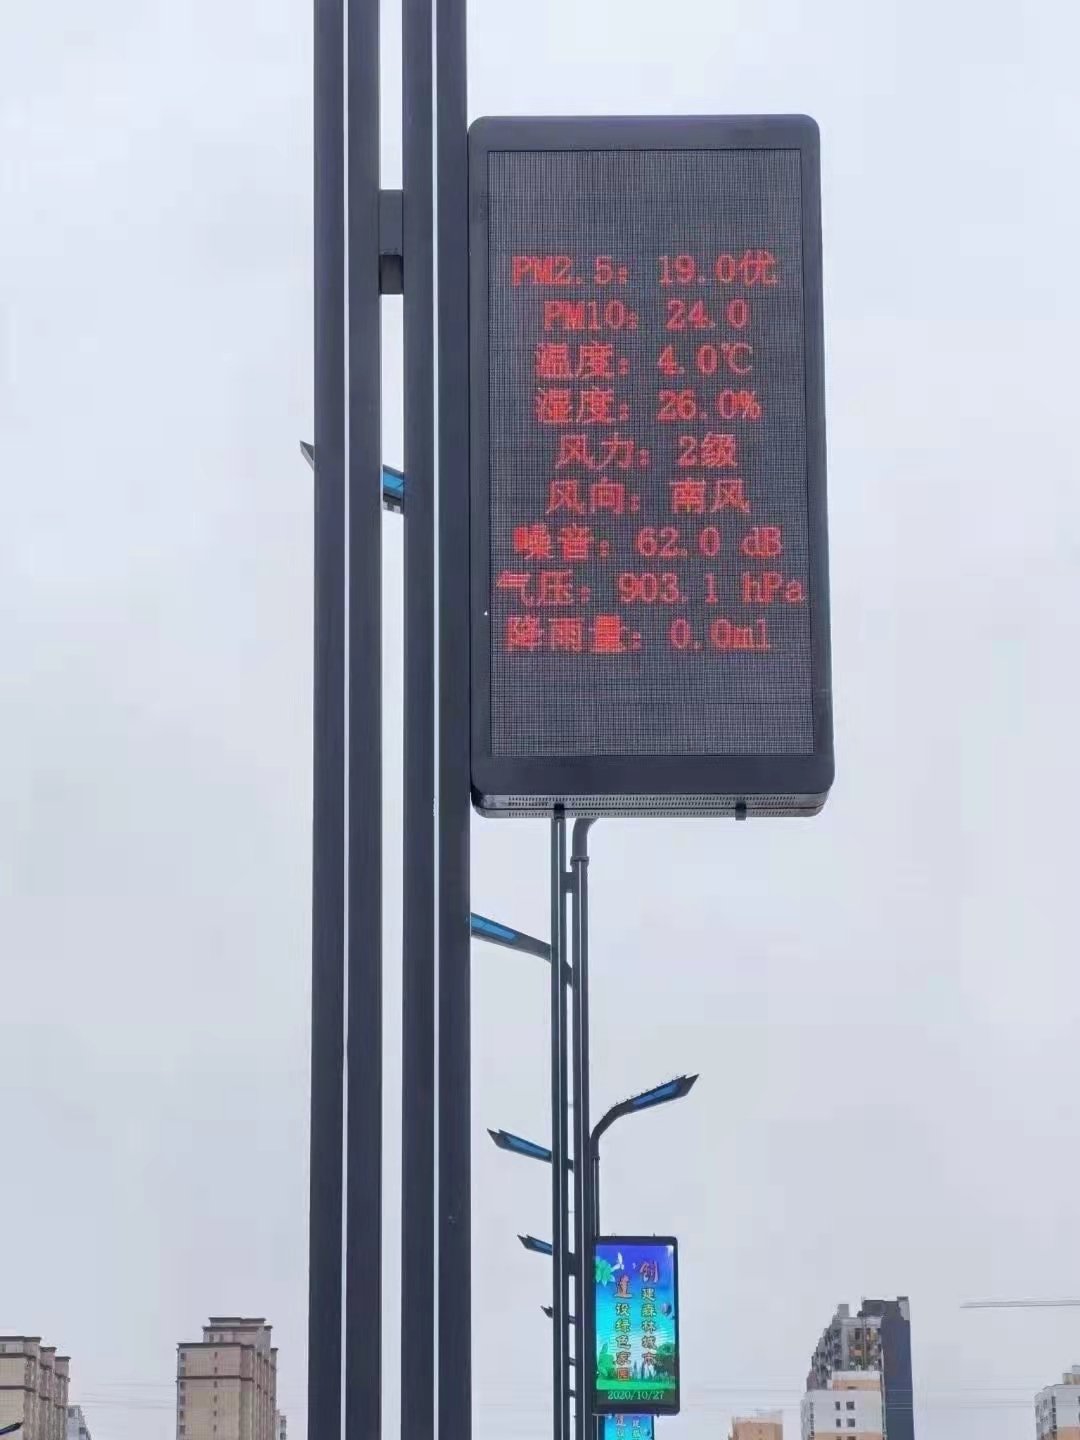 PM2.5：19.0优
PM10：24.0
温度：4.0℃
湿度：26.0%
风力：2级
风向：南风
噪音：62.0 dB
气压：903.1 hPa
降雨量：0.0ml
创建森林城市
建设绿色家园
2020/10/27